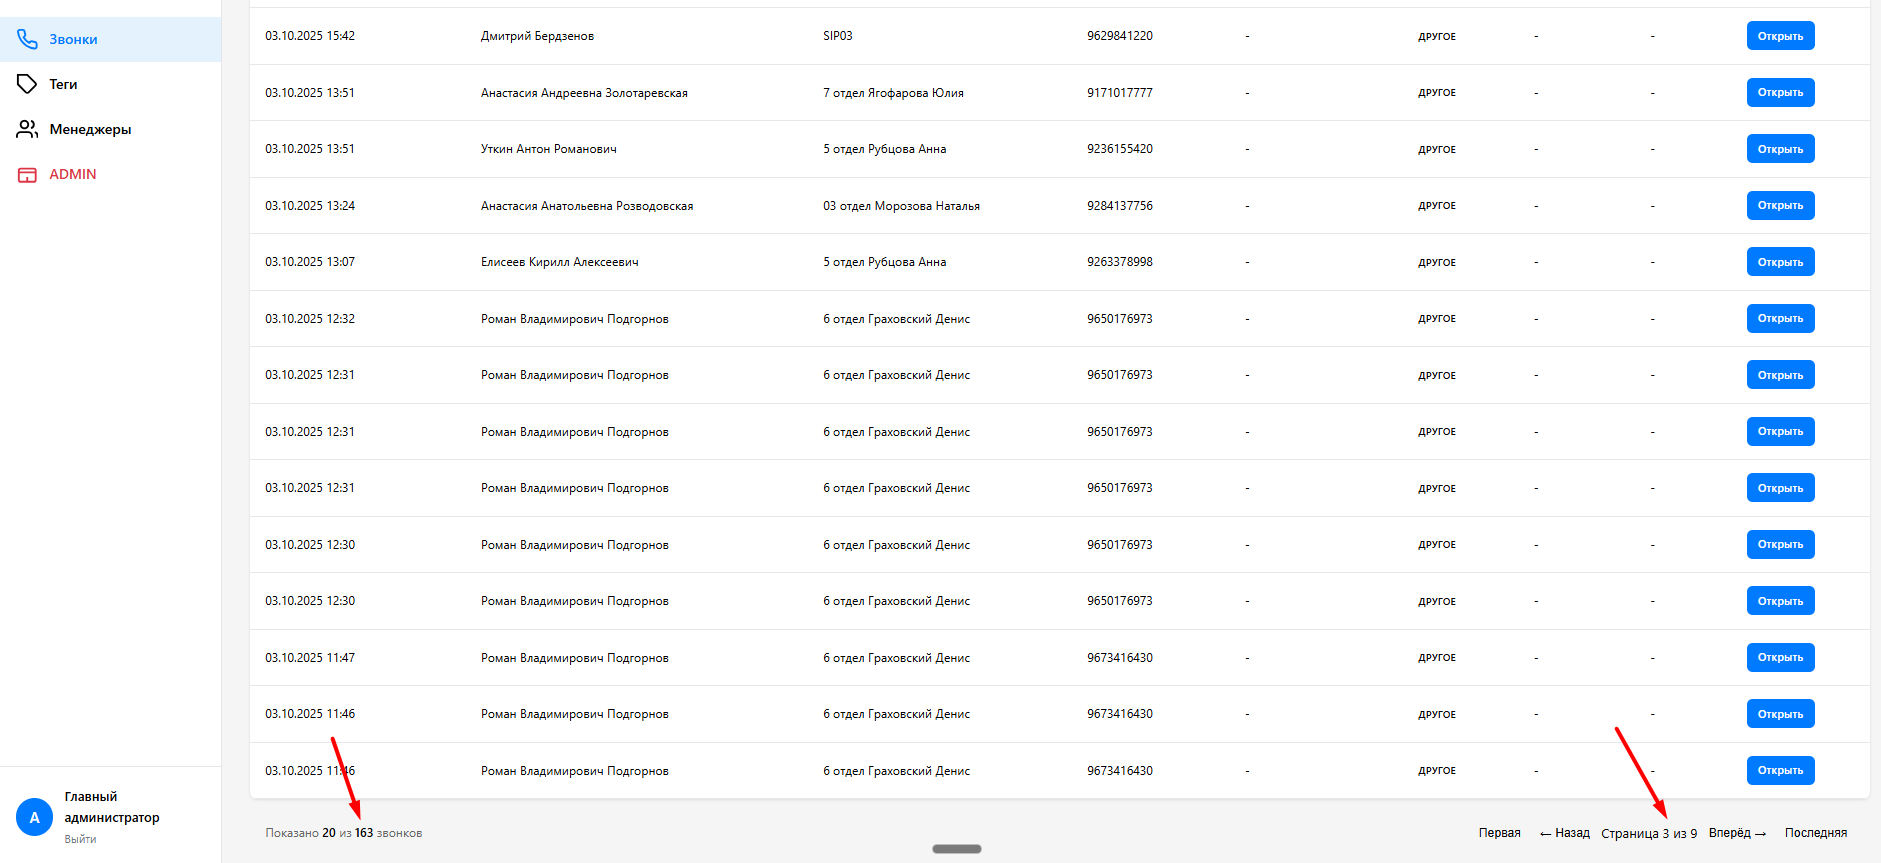 Звонки
Теги
Менеджеры
ADMIN
03.10.2025 15:42 Дмитрий Бердзенов SIP03 9629841220 - ДРУГОЕ - - Открыть
03.10.2025 13:51 Анастасия Андреевна Золотаревская 7 отдел Ягофарова Юлия 9171017777 - ДРУГОЕ - - Открыть
03.10.2025 13:51 Уткин Антон Романович 5 отдел Рубцова Анна 9236155420 - ДРУГОЕ - - Открыть
03.10.2025 13:24 Анастасия Анатольевна Розводовская 03 отдел Морозова Наталья 9284137756 - ДРУГОЕ - - Открыть
03.10.2025 13:07 Елисеев Кирилл Алексеевич 5 отдел Рубцова Анна 9263378998 - ДРУГОЕ - - Открыть
03.10.2025 12:32 Роман Владимирович Подгорнов 6 отдел Граховский Денис 9650176973 - ДРУГОЕ - - Открыть
03.10.2025 12:31 Роман Владимирович Подгорнов 6 отдел Граховский Денис 9650176973 - ДРУГОЕ - - Открыть
03.10.2025 12:31 Роман Владимирович Подгорнов 6 отдел Граховский Денис 9650176973 - ДРУГОЕ - - Открыть
03.10.2025 12:31 Роман Владимирович Подгорнов 6 отдел Граховский Денис 9650176973 - ДРУГОЕ - - Открыть
03.10.2025 12:30 Роман Владимирович Подгорнов 6 отдел Граховский Денис 9650176973 - ДРУГОЕ - - Открыть
03.10.2025 12:30 Роман Владимирович Подгорнов 6 отдел Граховский Денис 9650176973 - ДРУГОЕ - - Открыть
03.10.2025 11:47 Роман Владимирович Подгорнов 6 отдел Граховский Денис 9673416430 - ДРУГОЕ - - Открыть
03.10.2025 11:46 Роман Владимирович Подгорнов 6 отдел Граховский Денис 9673416430 - ДРУГОЕ - - Открыть
03.10.2025 11:46 Роман Владимирович Подгорнов 6 отдел Граховский Денис 9673416430 - ДРУГОЕ - - Открыть
Показано 20 из 163 звонков Первая ← Назад Страница 3 из 9 Вперёд → Последняя
А
Главный
администратор
Выйти